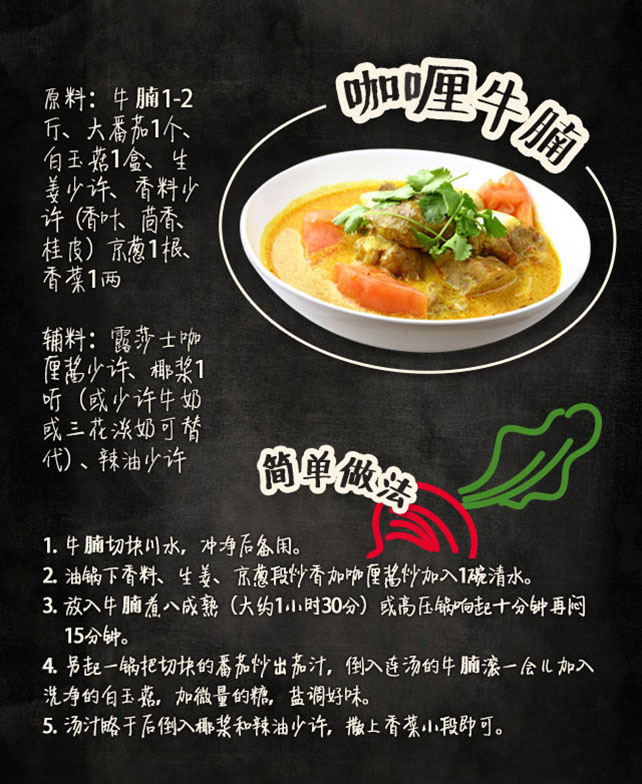 咖喱牛腩
原料：牛腩1-2
斤、大番茄1个、
白玉菇1盒、生
姜少许、香料少
许（香叶、茴香、
桂皮）京葱1根、
香菜1两
辅料：露莎士咖
喱酱少许、椰浆1
听（或少许牛奶
或三花淡奶可替
代）、辣油少许
简单做法
1. 牛腩切块川水，冲净后备用。
2. 油锅下香料、生姜、京葱段炒香加咖喱酱炒加入1碗清水。
3. 放入牛腩煮八成熟（大约1小时30分）或高压锅响起十分钟再闷
15分钟。
4. 另起一锅把切块的番茄炒出茄汁，倒入连汤的牛腩滚一会儿加入
洗净的白玉菇，加微量的糖，盐调好味。
5. 汤汁略干后倒入椰浆和辣油少许，撒上香菜小段即可。